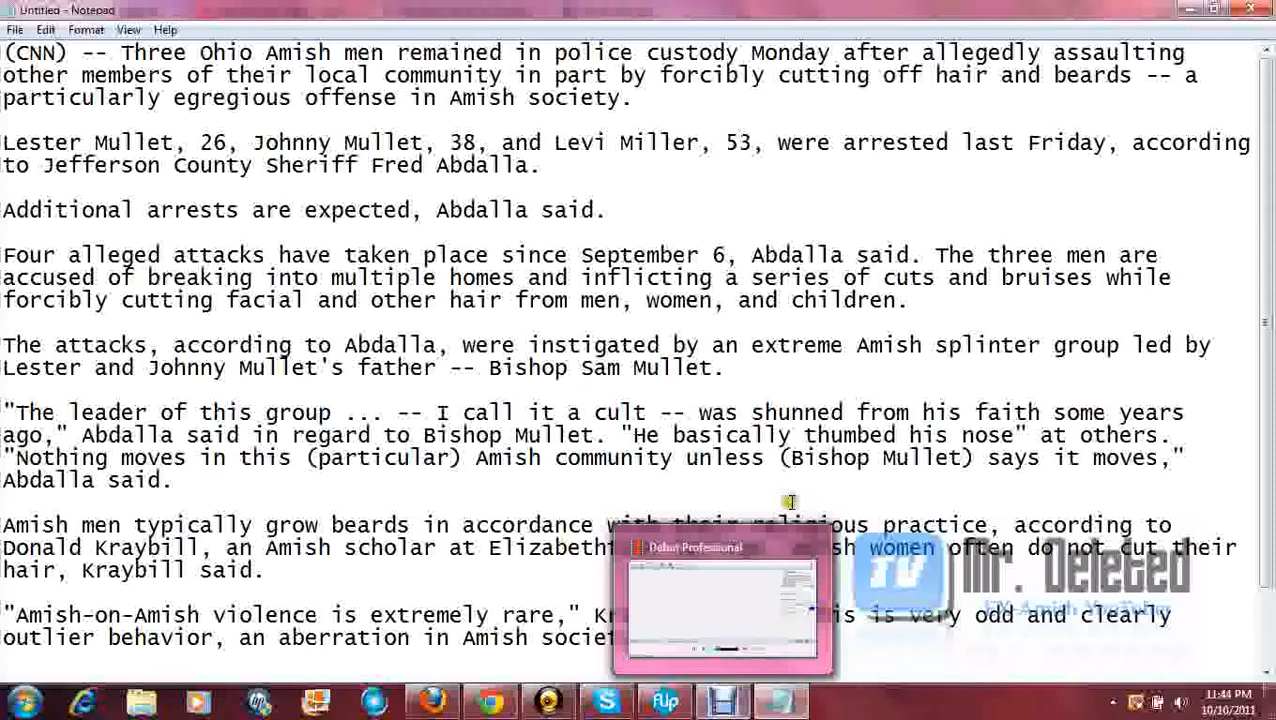 Untitled - Notepad
File Edit Format View Help
(CNN) -- Three Ohio Amish men remained in police custody Monday after allegedly assaulting
other members of their local community in part by forcibly cutting off hair and beards -- a
particularly egregious offense in Amish society.
Lester Mullet, 26, Johnny Mullet, 38, and Levi Miller, 53, were arrested last Friday, according
to Jefferson County Sheriff Fred Abdalla.
Additional arrests are expected, Abdalla said.
Four alleged attacks have taken place since September 6, Abdalla said. The three men are
accused of breaking into multiple homes and inflicting a series of cuts and bruises while
forcibly cutting facial and other hair from men, women, and children.
The attacks, according to Abdalla, were instigated by an extreme Amish splinter group led by
Lester and Johnny Mullet's father -- Bishop Sam Mullet.
"The leader of this group ... -- I call it a cult -- was shunned from his faith some years
ago," Abdalla said in regard to Bishop Mullet. "He basically thumbed his nose" at others.
"Nothing moves in this (particular) Amish community unless (Bishop Mullet) says it moves,"
Abdalla said.
Amish men typically grow beards in accordance with their religious practice, according to
Donald Kraybill, an Amish scholar at Elizabeth women often do not cut their
hair, Kraybill said.
"Amish-on-Amish violence is extremely rare," is very odd and clearly
outlier behavior, an aberration in Amish
Debut Professional
TV Mr. Deleted
EX-Amish YouTuber
flip
11:44 PM
10/10/2011